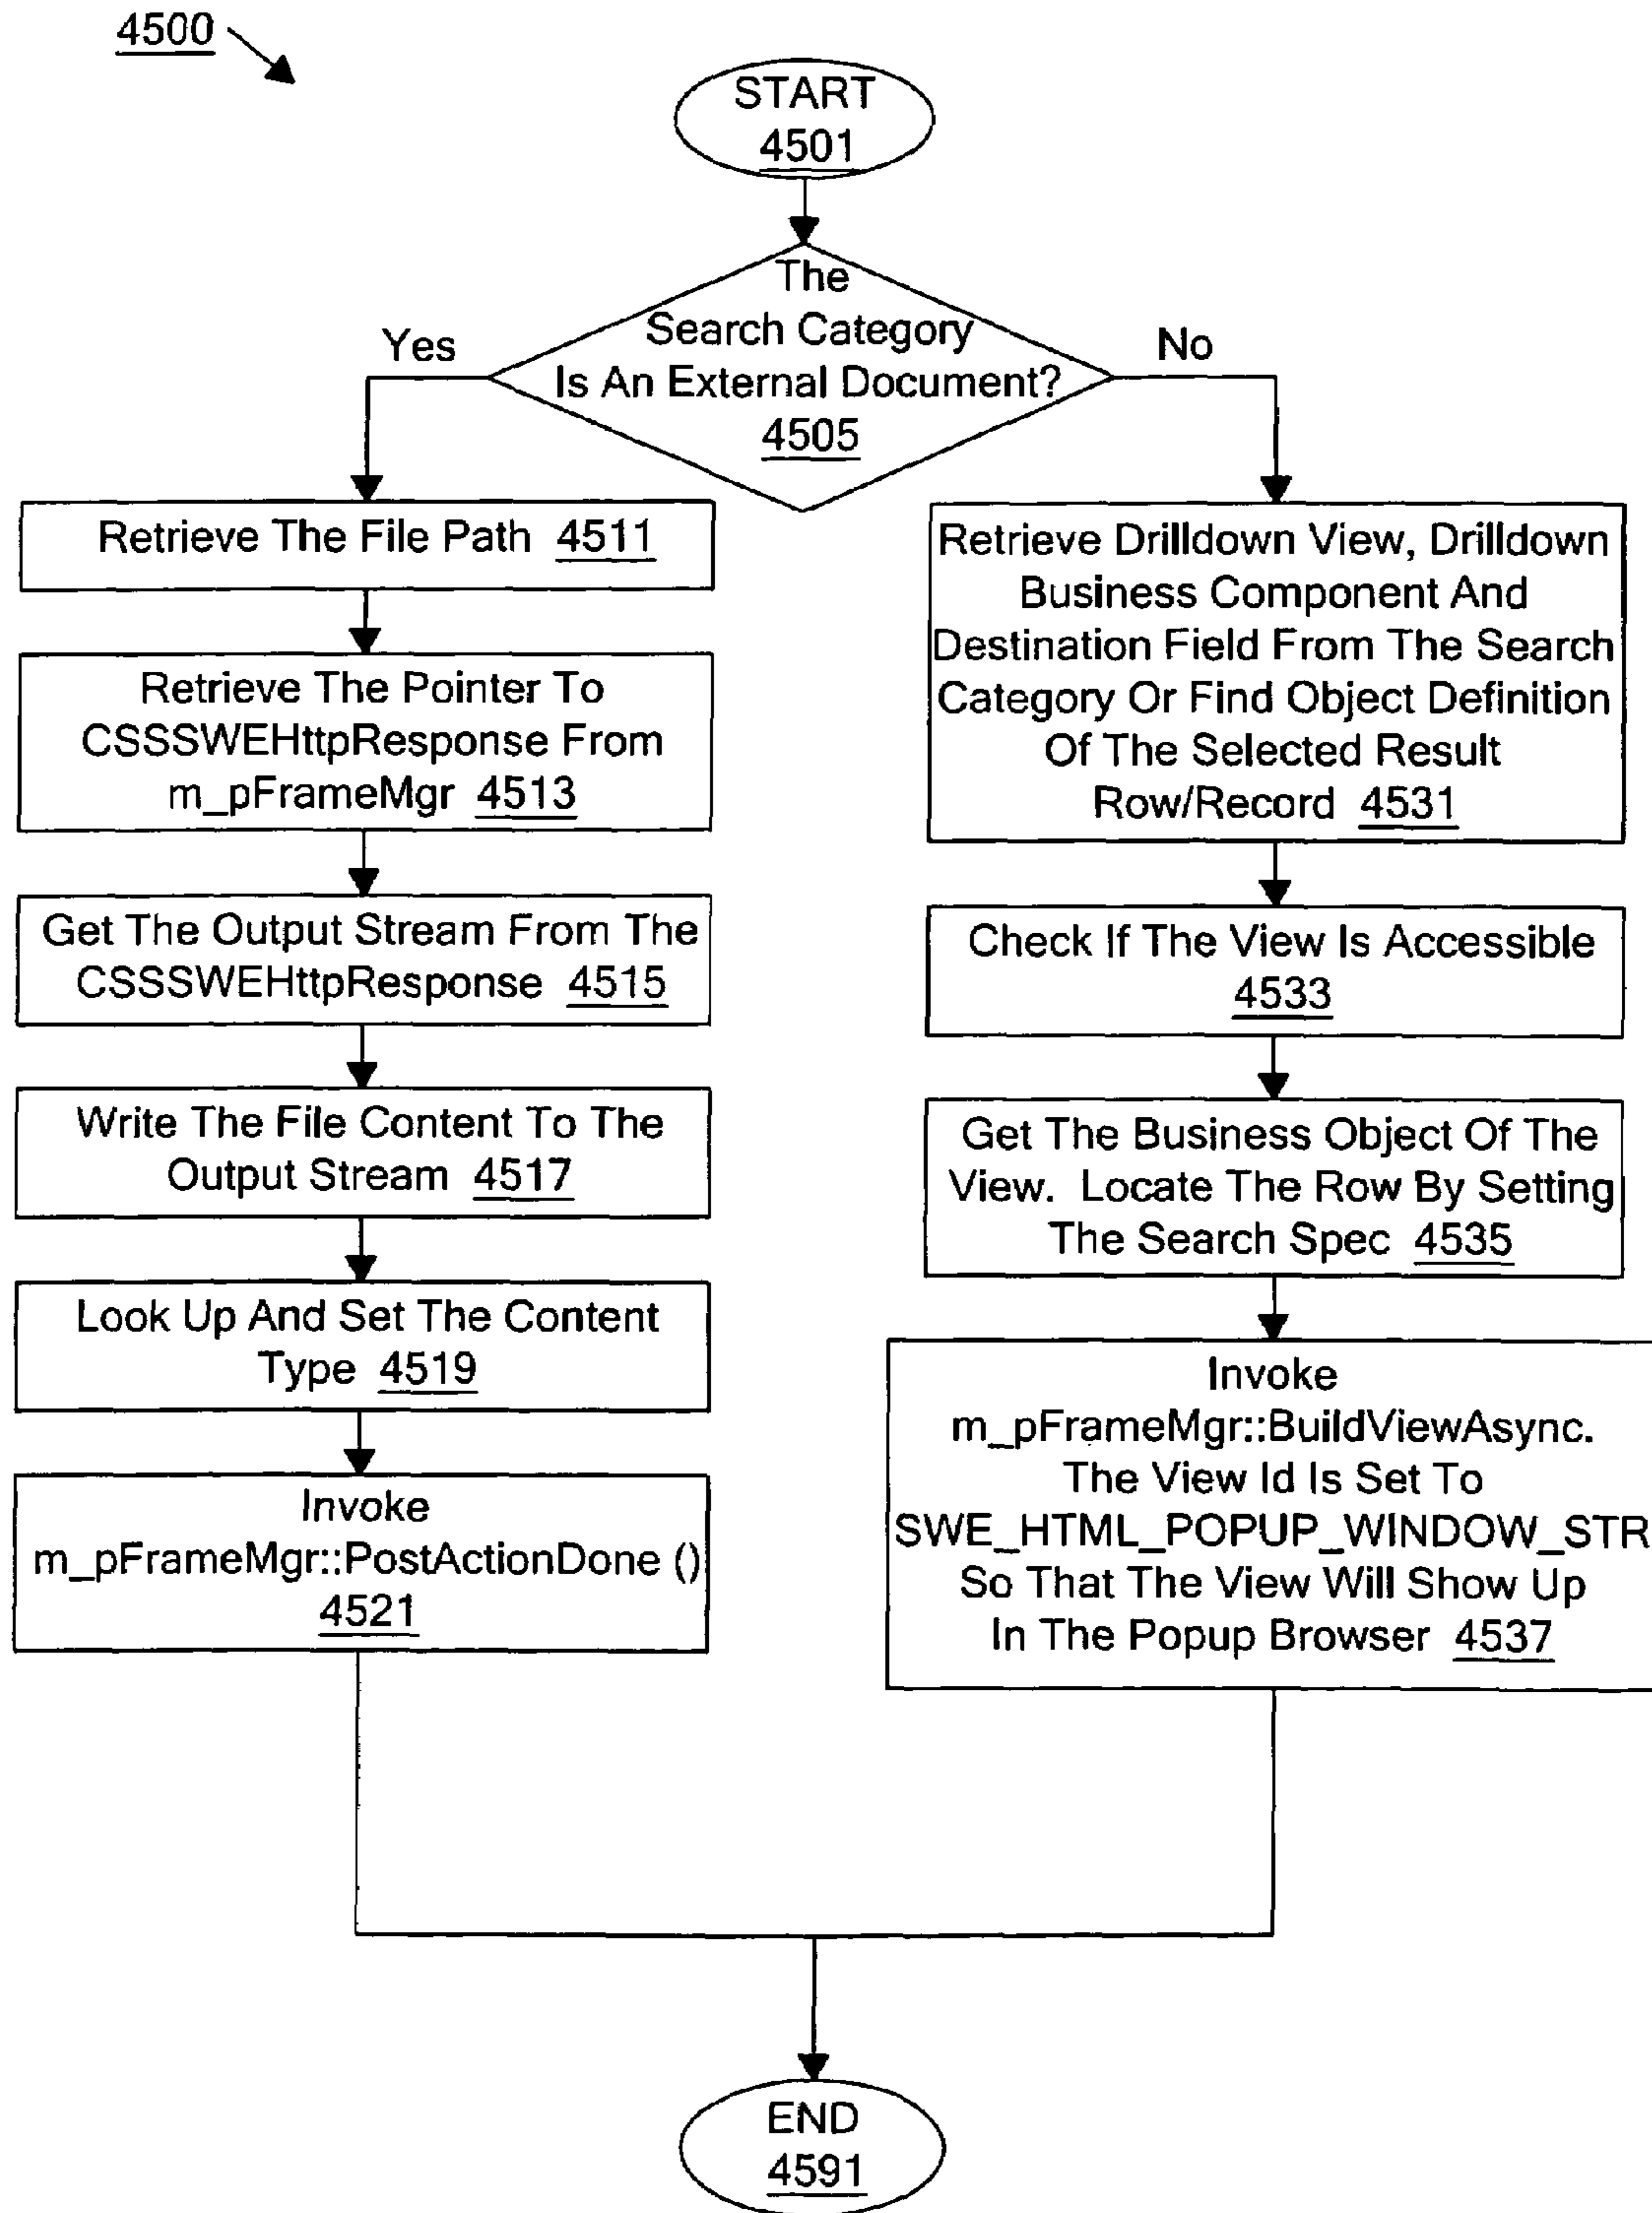 4500
START
4501
The
Search Category
Is An External Document?
4505
Yes
No
Retrieve The File Path 4511
Retrieve The Pointer To
CSSSWEHttpResponse From
m_pFrameMgr 4513
Get The Output Stream From The
CSSSWEHttpResponse 4515
Write The File Content To The
Output Stream 4517
Look Up And Set The Content
Type 4519
Invoke
m_pFrameMgr::PostActionDone ()
4521
Retrieve Drilldown View, Drilldown
Business Component And
Destination Field From The Search
Category Or Find Object Definition
Of The Selected Result
Row/Record 4531
Check If The View Is Accessible
4533
Get The Business Object Of The
View. Locate The Row By Setting
The Search Spec 4535
Invoke
m_pFrameMgr::BuildViewAsync.
The View Id Is Set To
SWE_HTML_POPUP_WINDOW_STR
So That The View Will Show Up
In The Popup Browser 4537
END
4591